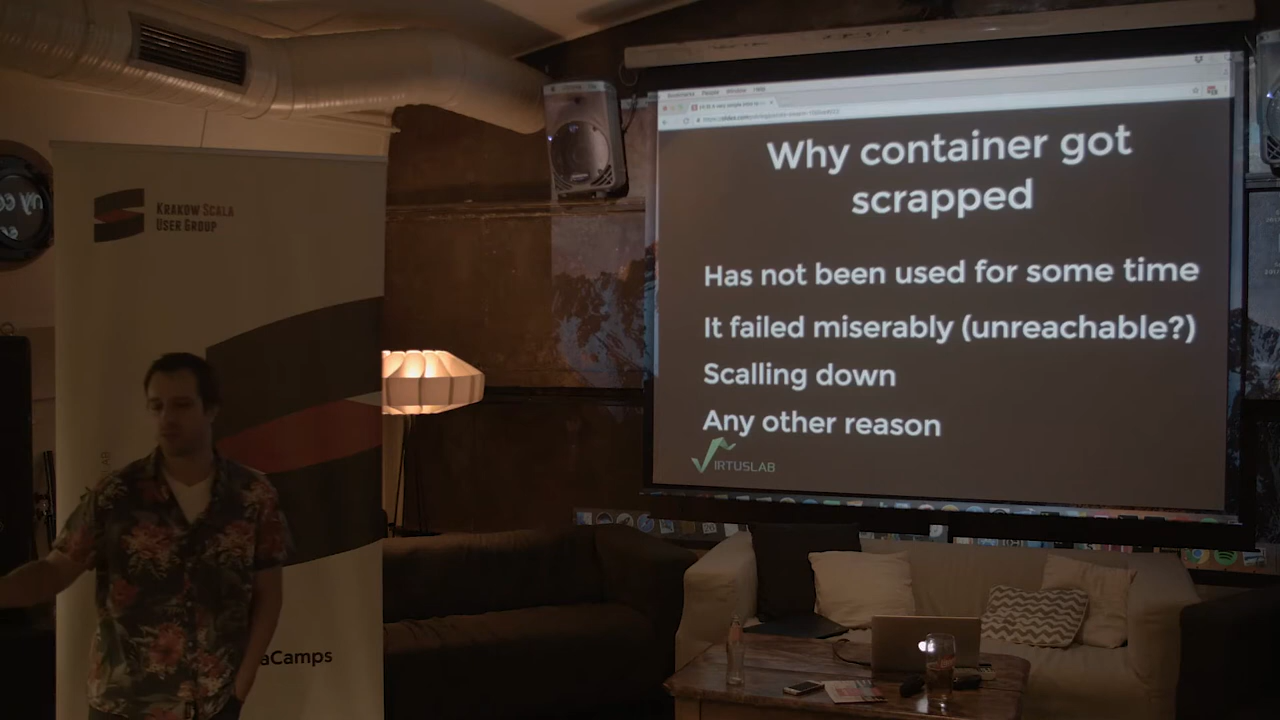 KRAKOW SCALA
USER GROUP
Why container got
scrapped
Has not been used for some time
It failed miserably (unreachable?)
Scalling down
Any other reason
VIRTUSLAB
aCamps